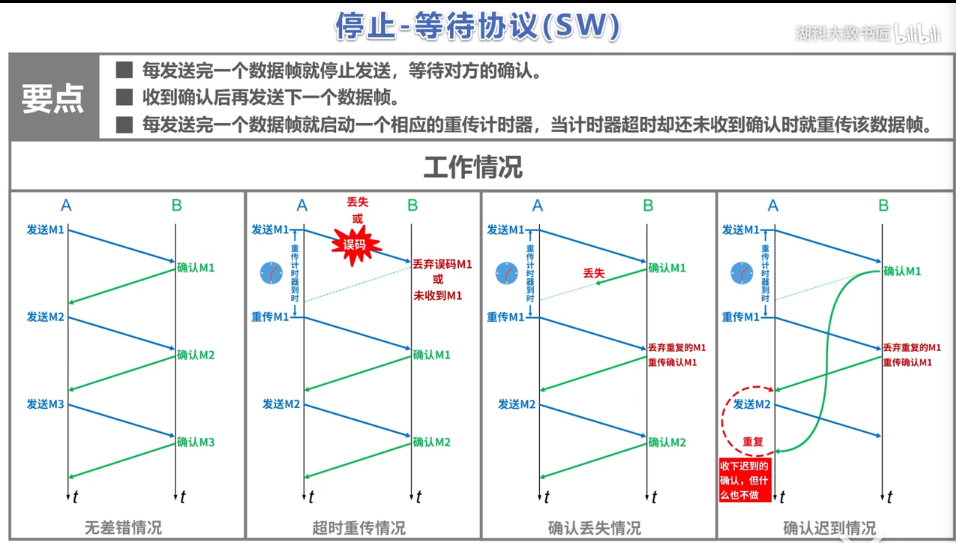 停止-等待协议(SW)
湖科大教书匠 bilibili
要点
■ 每发送完一个数据帧就停止发送，等待对方的确认。
■ 收到确认后再发送下一个数据帧。
■ 每发送完一个数据帧就启动一个相应的重传计时器，当计时器超时却还未收到确认时就重传该数据帧。
工作情况
A
B
发送M1
确认M1
发送M2
确认M2
发送M3
确认M3
t
t
无差错情况
A
丢失
或
误码
B
发送M1
重传计时器到时
丢弃误码M1
或
未收到M1
重传M1
确认M1
发送M2
确认M2
t
t
超时重传情况
A
B
发送M1
重传计时器到时
丢失
确认M1
重传M1
丢弃重复的M1
重传确认M1
发送M2
确认M2
t
t
确认丢失情况
A
B
发送M1
重传计时器到时
确认M1
重传M1
丢弃重复的M1
重传确认M1
发送M2
重复
收下迟到的
确认，但什
么也不做
t
t
确认迟到情况